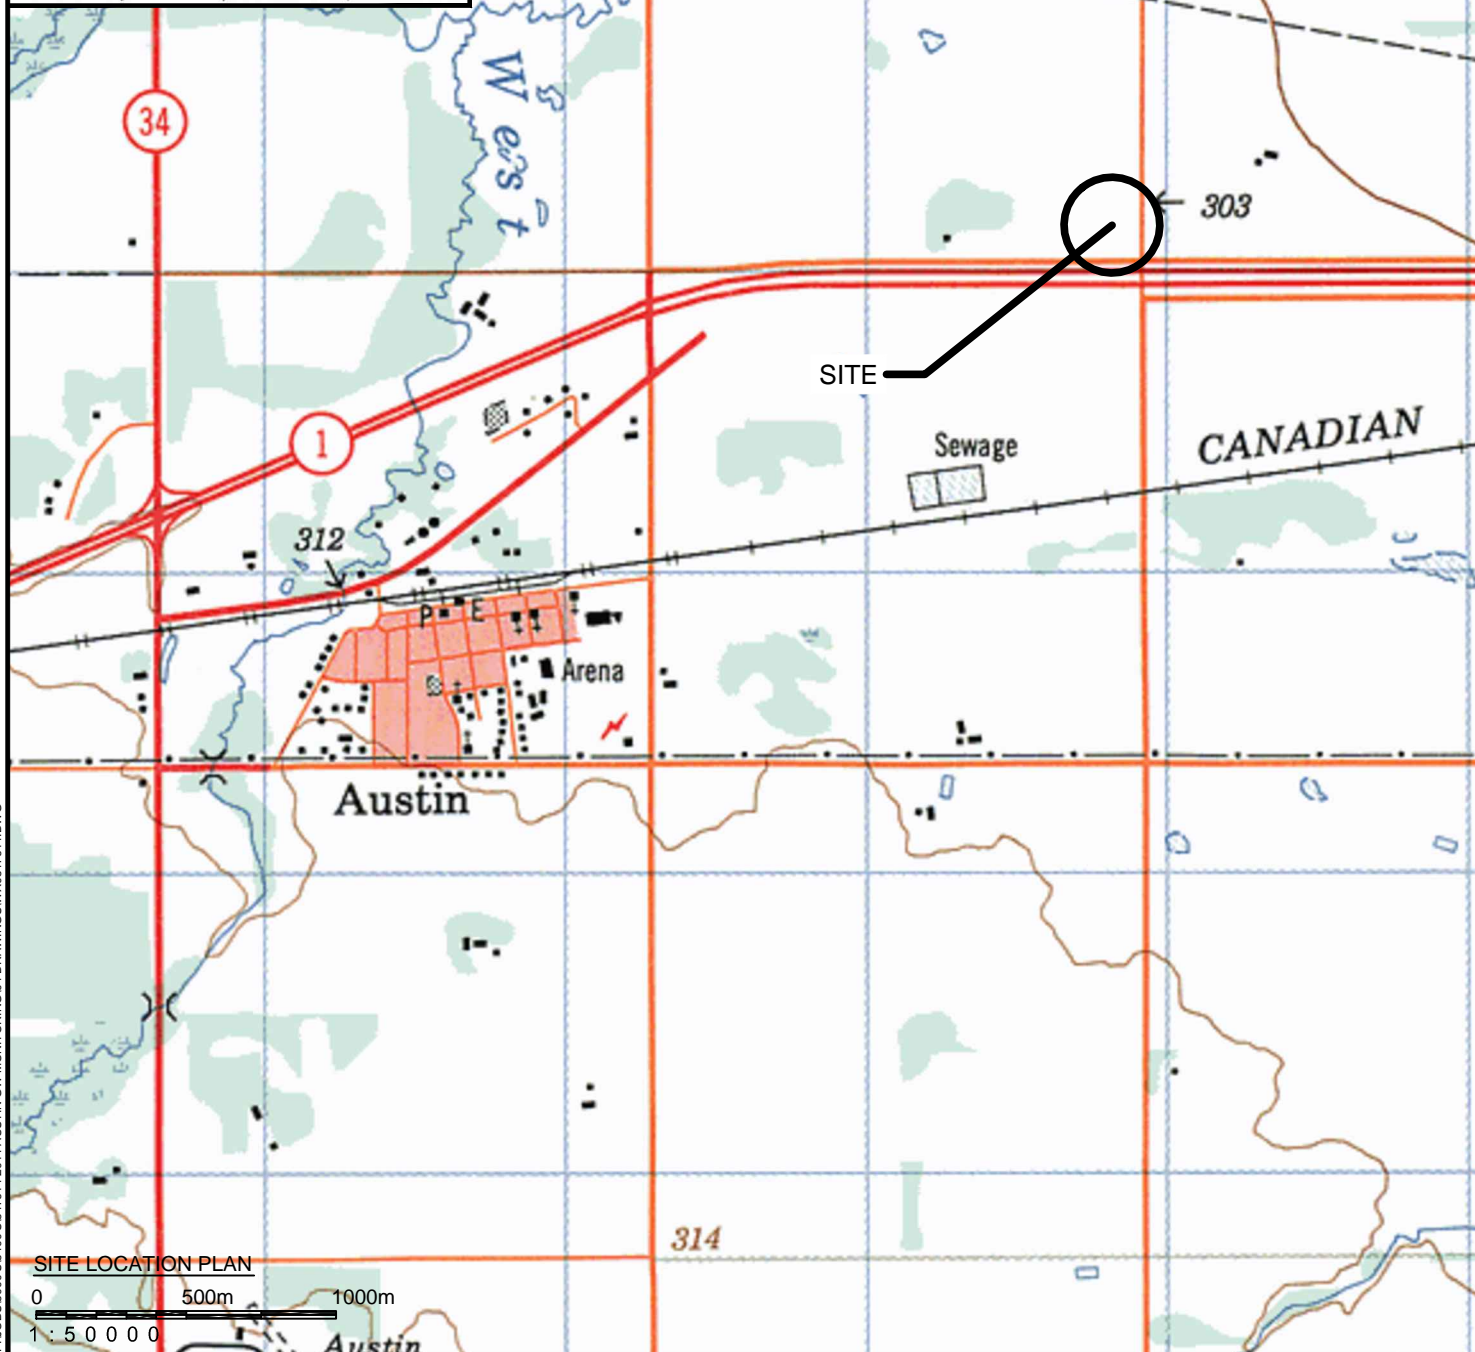 34
West
303
SITE
1
Sewage
CANADIAN
312
P
E
Arena
Austin
314
SITE LOCATION PLAN
0 500m 1000m
1 : 5 0 0 0 0
Austin